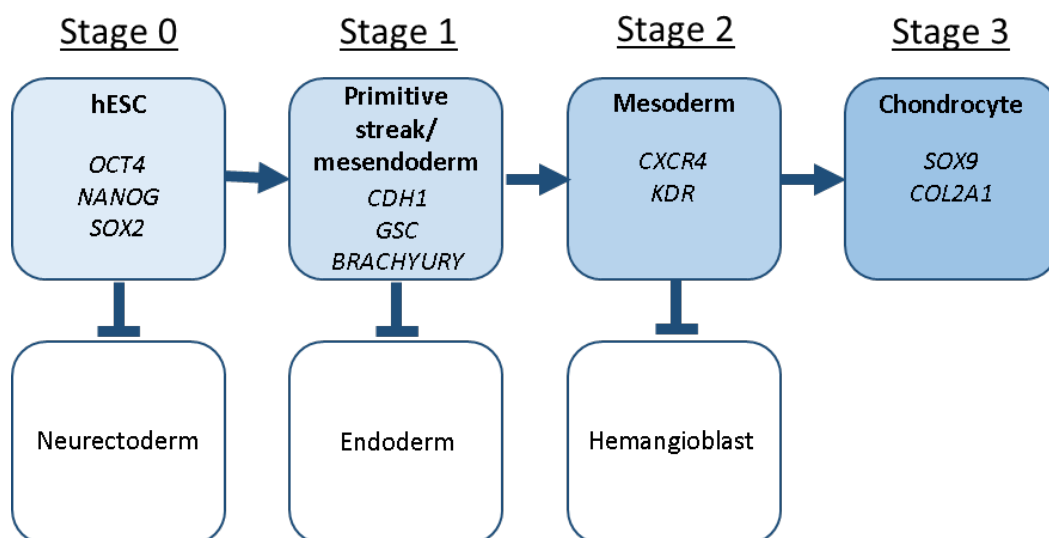 Stage 0
Stage 1
Stage 2
Stage 3
hESC
OCT4
NANOG
SOX2
Primitive
streak/
mesendoderm
CDH1
GSC
BRACHYURY
Mesoderm
CXCR4
KDR
Chondrocyte
SOX9
COL2A1
Neurectoderm
Endoderm
Hemangioblast